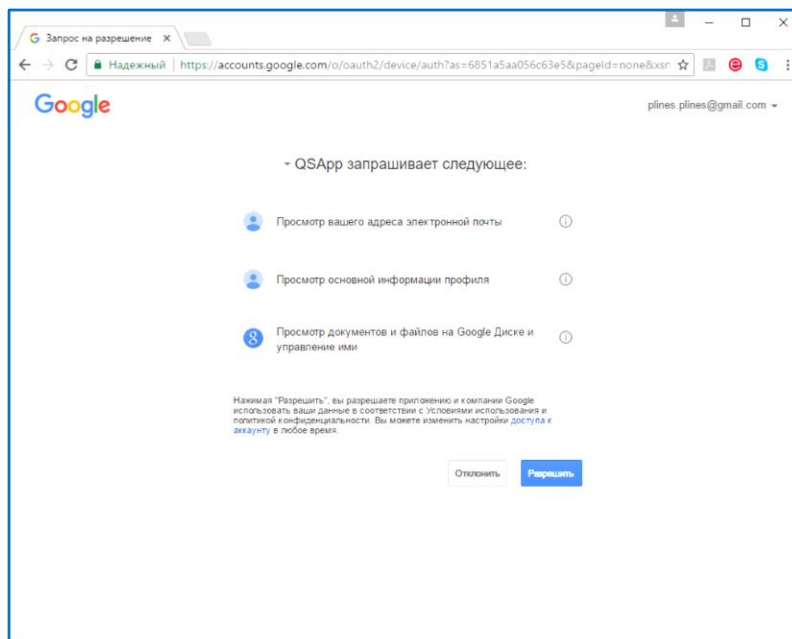 Запрос на разрешение
Надежный | https://accounts.google.com/o/oauth2/device/auth?as=6851a5aa056c63e5&pageId=none&xsr
Google
plines.plines@gmail.com
QSApp запрашивает следующее:
Просмотр вашего адреса электронной почты
Просмотр основной информации профиля
Просмотр документов и файлов на Google Диске и
управление ими
Нажимая "Разрешить", вы разрешаете приложению и компании Google
использовать ваши данные в соответствии с Условиями использования и
политикой конфиденциальности. Вы можете изменить настройки доступа к
аккаунту в любое время.
Отклонить
Разрешить